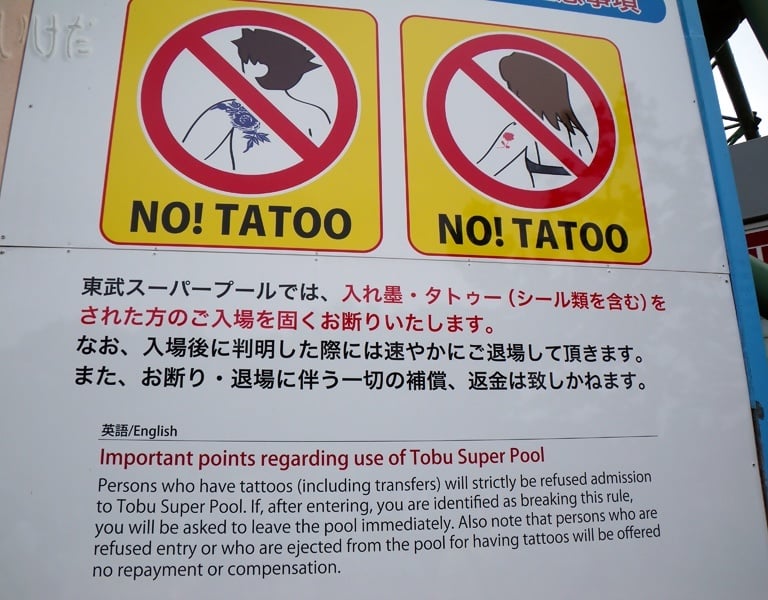 いけだ
事項
NO! TATOO
NO! TATOO
東武スーパープールでは、入れ墨・タトゥー(シール類を含む)を
された方のご入場を固くお断りいたします。
なお、入場後に判明した際には速やかにご退場して頂きます。
また、お断り・退場に伴う一切の補償、返金は致しかねます。
英語/English
Important points regarding use of Tobu Super Pool
Persons who have tattoos (including transfers) will strictly be refused admission
to Tobu Super Pool. If, after entering, you are identified as breaking this rule,
you will be asked to leave the pool immediately. Also note that persons who are
refused entry or who are ejected from the pool for having tattoos will be offered
no repayment or compensation.